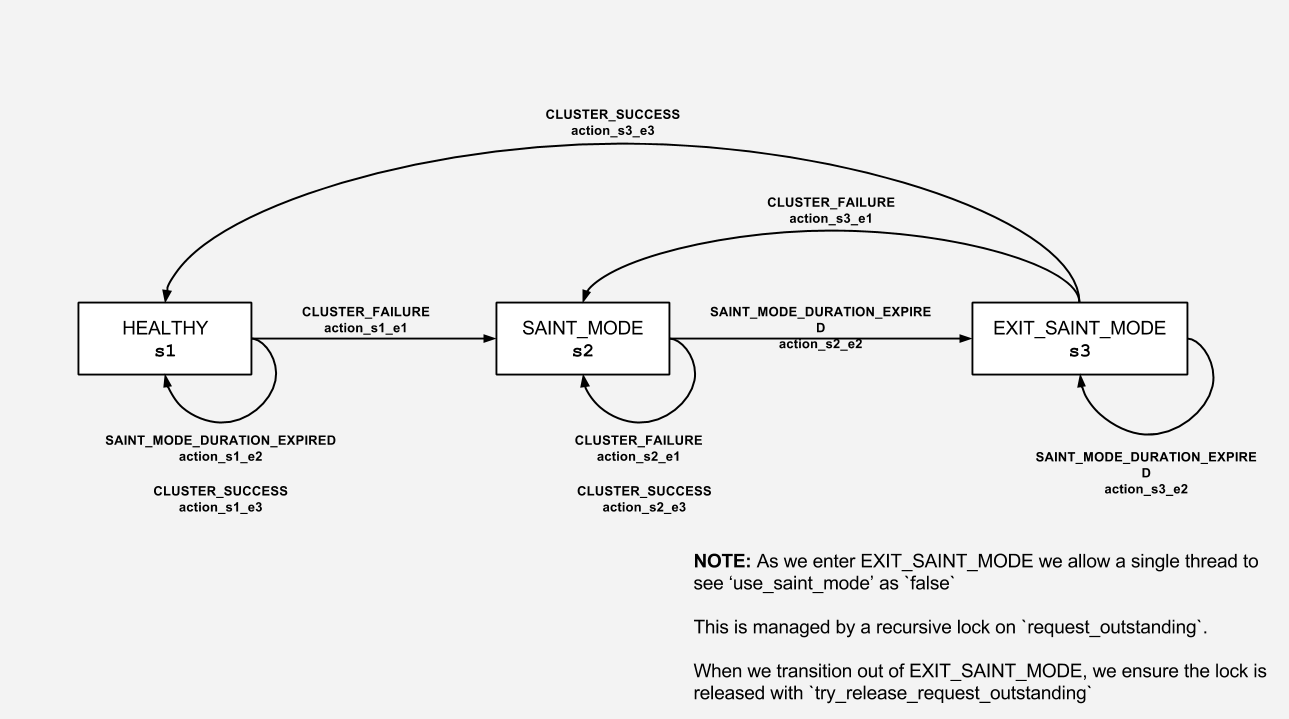 CLUSTER_SUCCESS
action_s3_e3
CLUSTER_FAILURE
action_s3_e1
HEALTHY
s1
CLUSTER_FAILURE
action_s1_e1
SAINT_MODE
s2
SAINT_MODE_DURATION_EXPIRE
D
action_s2_e2
EXIT_SAINT_MODE
s3
SAINT_MODE_DURATION_EXPIRED
action_s1_e2
CLUSTER_SUCCESS
action_s1_e3
CLUSTER_FAILURE
action_s2_e1
CLUSTER_SUCCESS
action_s2_e3
SAINT_MODE_DURATION_EXPIRE
D
action_s3_e2
NOTE: As we enter EXIT_SAINT_MODE we allow a single thread to
see ‘use_saint_mode’ as `false`
This is managed by a recursive lock on `request_outstanding`.
When we transition out of EXIT_SAINT_MODE, we ensure the lock is
released with `try_release_request_outstanding`